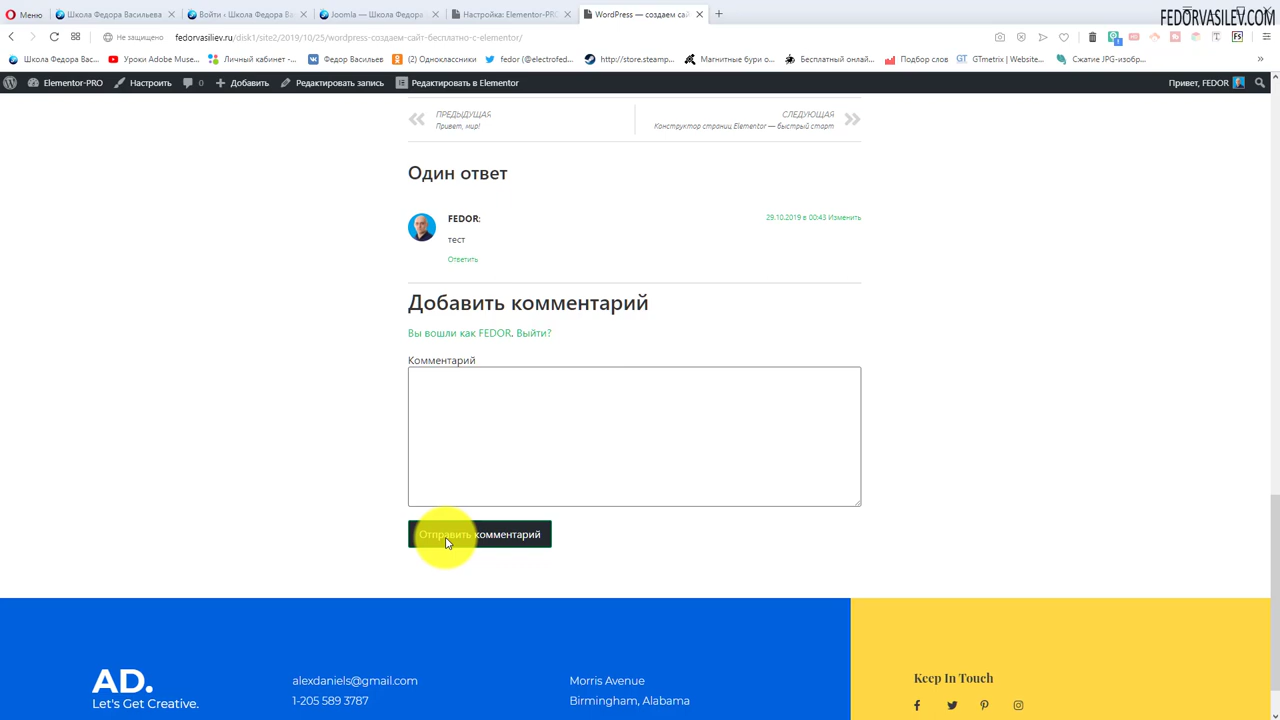 Меню
Школа Федора Васильева
Войти ‹ Школа Федора Ва
Joomla — Школа Федора
Настройка: Elementor-PRO
WordPress — создаем сай
FEDORVASILEV.COM
Не защищено
fedorvasiliev.ru/disk1/site2/2019/10/25/wordpress-создаем-сайт-бесплатно-с-elementor/
Школа Федора Вас...
Уроки Adobe Muse...
Личный кабинет -...
Федор Васильев
(2) Одноклассники
fedor (@electrofed...
http://store.steamp...
Магнитные бури о...
Бесплатный онлай...
Подбор слов
GTmetrix | Website...
Сжатие JPG-изобр...
Elementor-PRO
Настроить
0
Добавить
Редактировать запись
Редактировать в Elementor
Привет, FEDOR
ПРЕДЫДУЩАЯ
Привет, мир!
СЛЕДУЮЩАЯ
Конструктор страниц Elementor — быстрый старт
Один ответ
FEDOR:
29.10.2019 в 00:43 Изменить
тест
Ответить
Добавить комментарий
Вы вошли как FEDOR. Выйти?
Комментарий
Отправить комментарий
AD.
Let's Get Creative.
alexdaniels@gmail.com
1-205 589 3787
Morris Avenue
Birmingham, Alabama
Keep In Touch